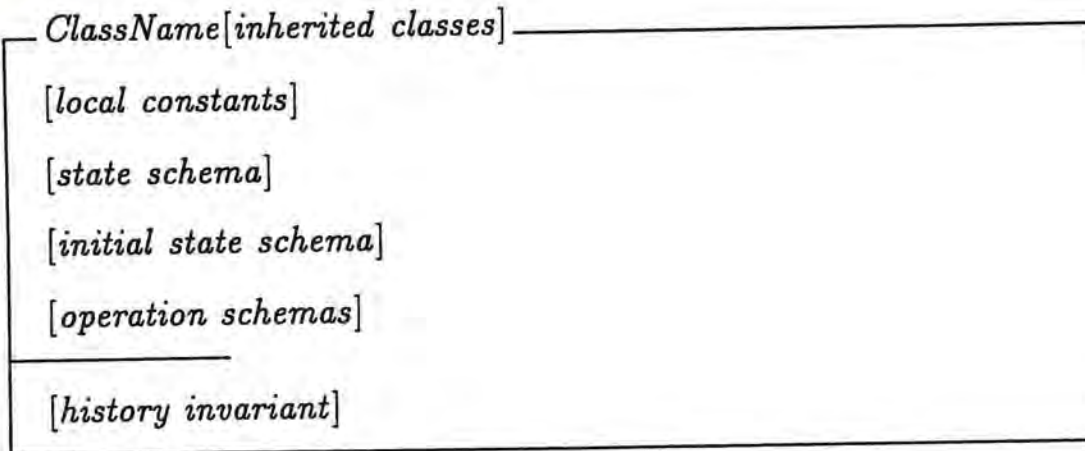 ClassName[inherited classes]
[local constants]
[state schema]
[initial state schema]
[operation schemas]
[history invariant]